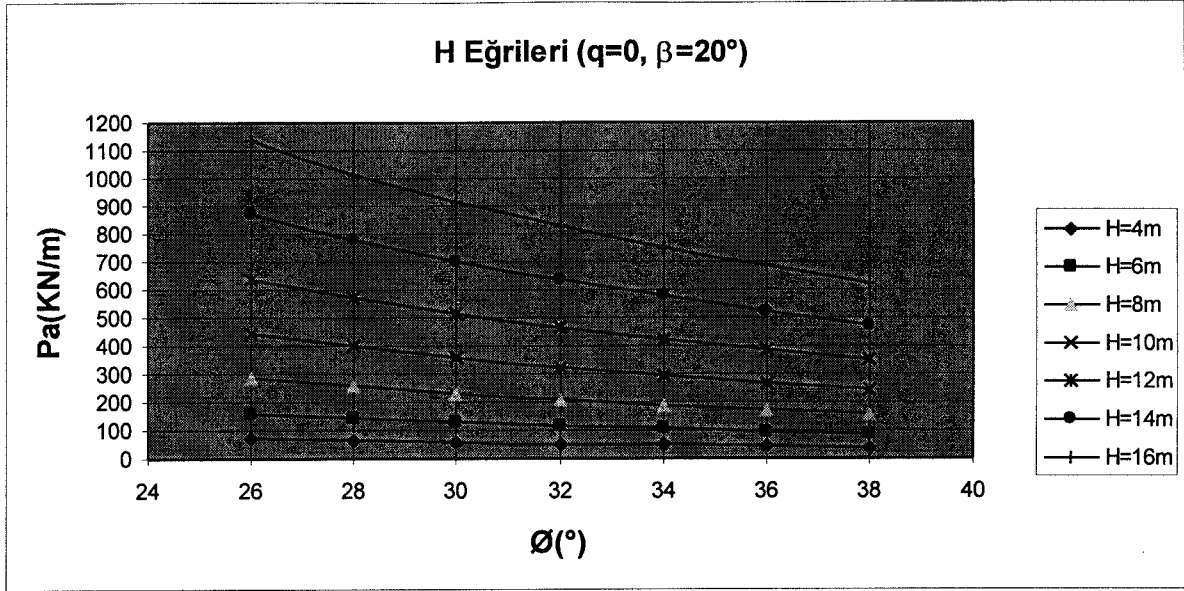 H Eğrileri (q=0, β=20°)
1200
1100
1000
900
800
700
600
500
400
300
200
100
0
Pa(KN/m)
24 26 28 30 32 34 36 38 40
Ø(°)
H=4m
H=6m
H=8m
H=10m
H=12m
H=14m
H=16m